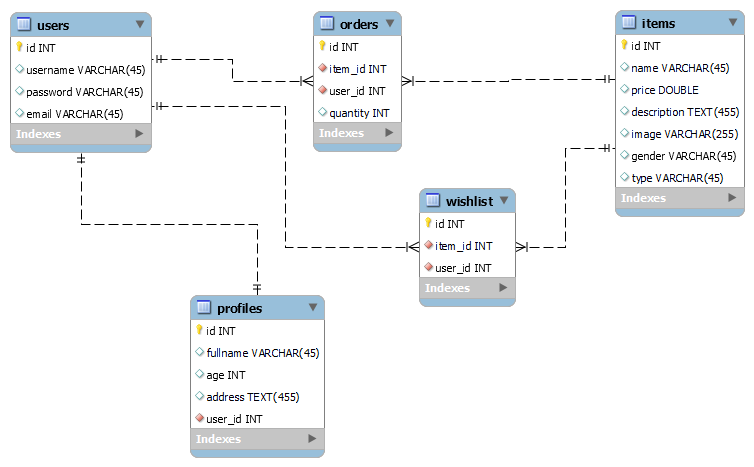 users
id INT
username VARCHAR(45)
password VARCHAR(45)
email VARCHAR(45)
Indexes
orders
id INT
item_id INT
user_id INT
quantity INT
Indexes
items
id INT
name VARCHAR(45)
price DOUBLE
description TEXT(455)
image VARCHAR(255)
gender VARCHAR(45)
type VARCHAR(45)
Indexes
wishlist
id INT
item_id INT
user_id INT
Indexes
profiles
id INT
fullname VARCHAR(45)
age INT
address TEXT(455)
user_id INT
Indexes